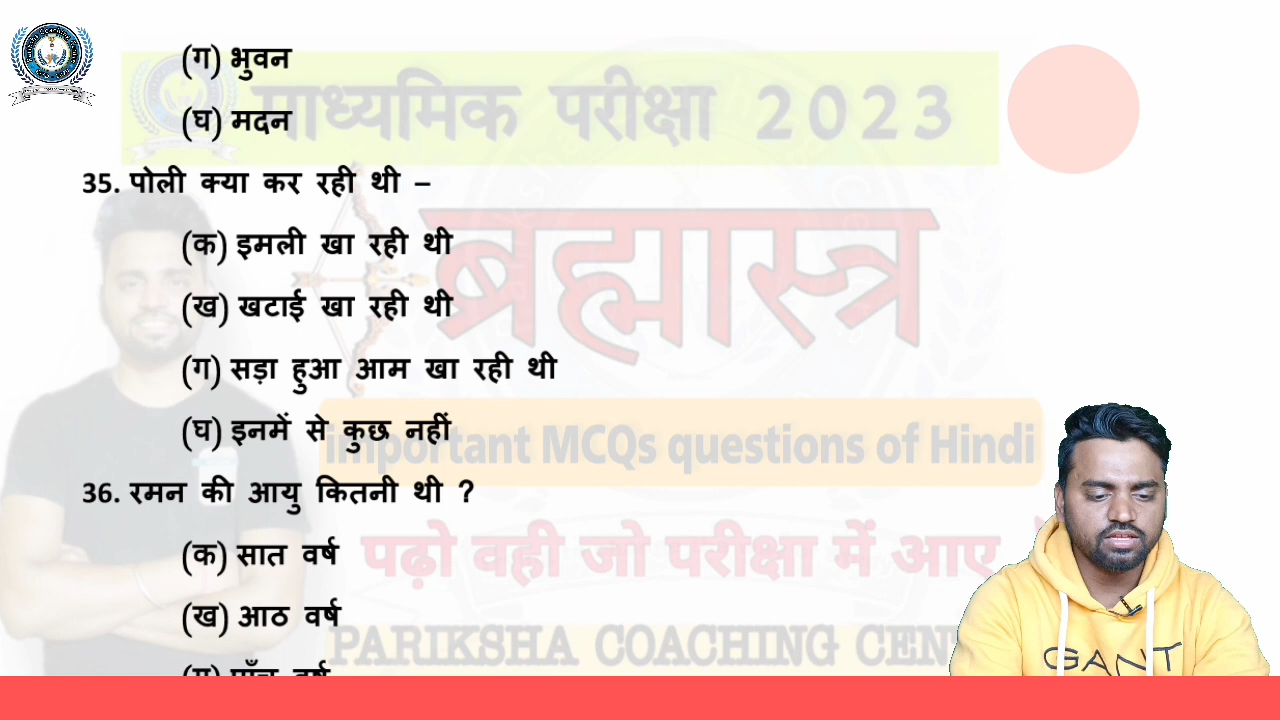 (ग) भुवन
माध्यमिक परीक्षा 2023
(घ) मदन
35. पोली क्या कर रही थी –
ब्रह्मास्त्र
(क) इमली खा रही थी
(ख) खटाई खा रही थी
(ग) सड़ा हुआ आम खा रही थी
(घ) इनमें से कुछ नहीं
important MCQs questions of Hindi
36. रमन की आयु कितनी थी ?
(क) सात वर्ष
पढ़ो वही जो परीक्षा में आए
(ख) आठ वर्ष
PARIKSHA COACHING CEN
(ग) पाँच वर्ष
GANT